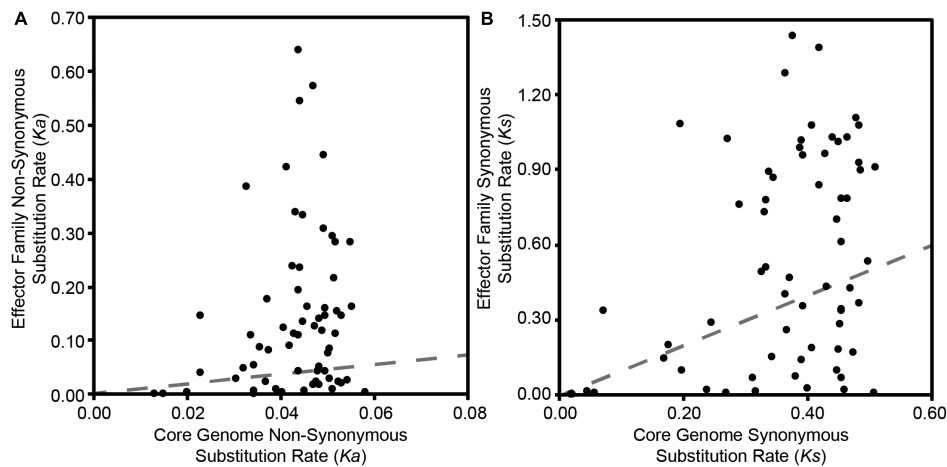 A
Effector Family Non-Synonymous
Substitution Rate (Ka)
0.70
0.60
0.50
0.40
0.30
0.20
0.10
0.00
0.00 0.02 0.04 0.06 0.08
Core Genome Non-Synonymous
Substitution Rate (Ka)
B
Effector Family Synonymous
Substitution Rate (Ks)
1.50
1.20
0.90
0.60
0.30
0.00
0.00 0.20 0.40 0.60
Core Genome Synonymous
Substitution Rate (Ks)